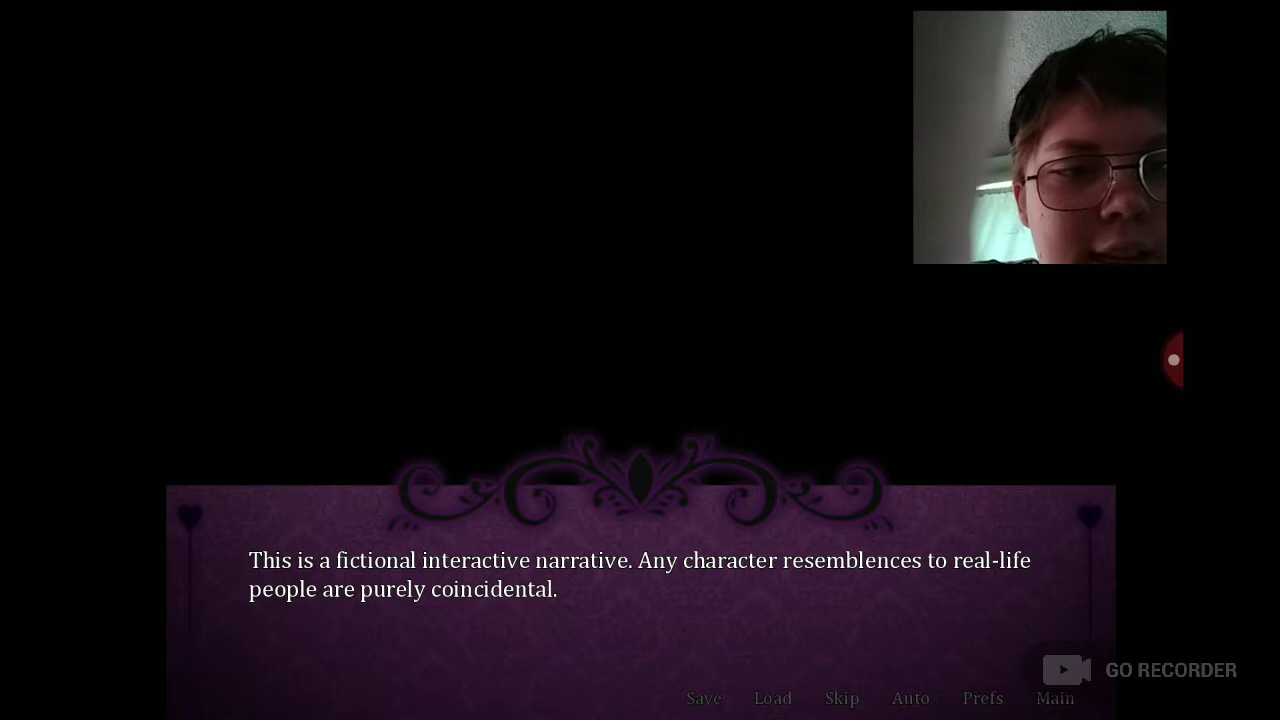 This is a fictional interactive narrative. Any character resemblences to real-life
people are purely coincidental.
GO RECORDER
Save Load Skip Auto Prefs Main